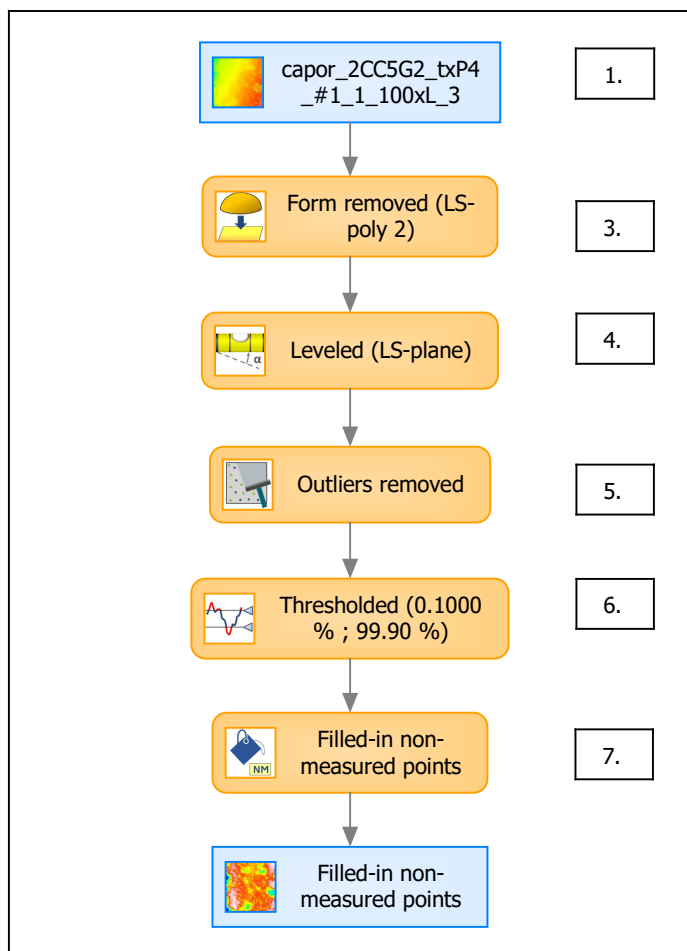 capor_2CC5G2_txP4
_#1_1_100xL_3
1.
Form removed (LS-
poly 2)
3.
α
Leveled (LS-plane)
4.
Outliers removed
5.
Thresholded (0.1000
% ; 99.90 %)
6.
NM
Filled-in non-
measured points
7.
Filled-in non-
measured points